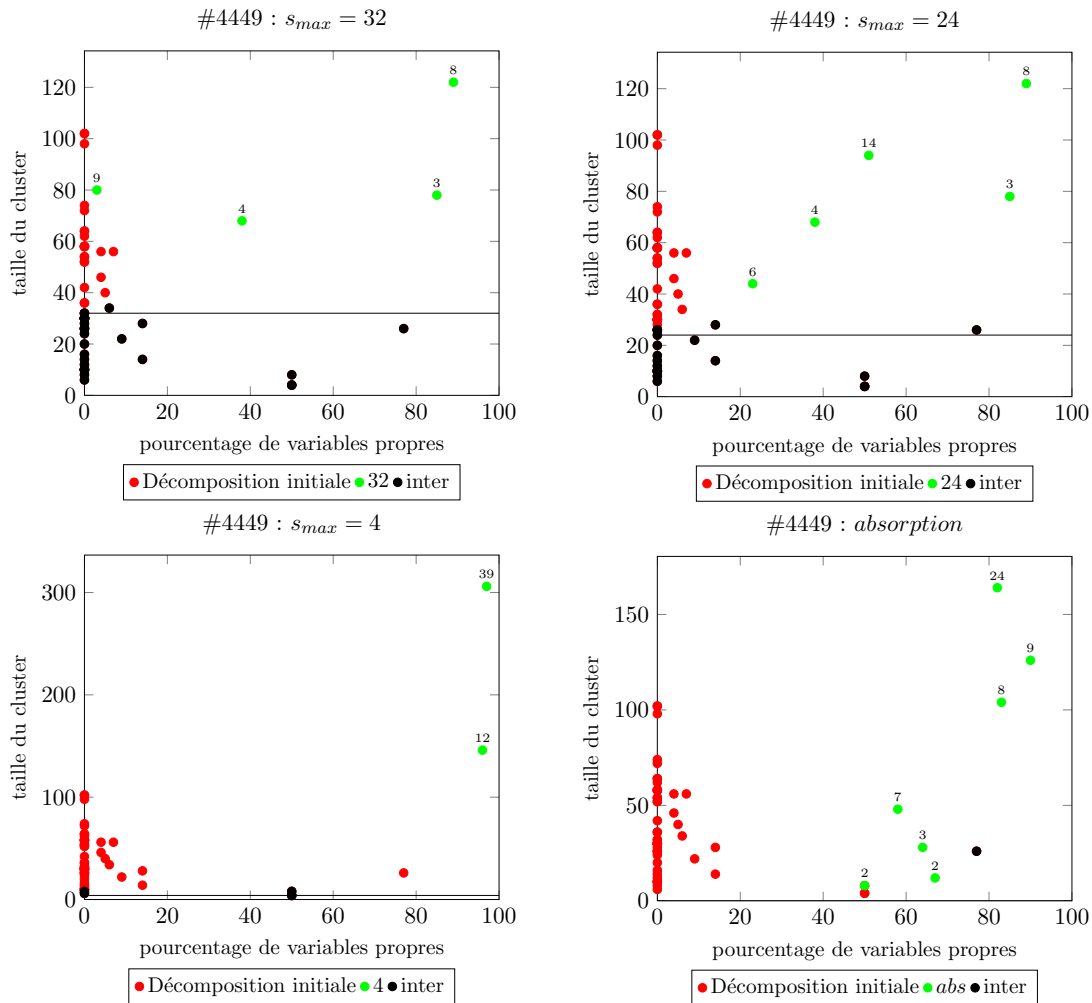 #4449 : s_max = 32
120
100
80
60
40
20
0
0 20 40 60 80 100
8
9
3
4
taille du cluster
pourcentage de variables propres
Décomposition initiale 32 inter
#4449 : s_max = 24
120
100
80
60
40
20
0
0 20 40 60 80 100
8
14
3
4
6
taille du cluster
pourcentage de variables propres
Décomposition initiale 24 inter
#4449 : s_max = 4
300
200
100
0
0 20 40 60 80 100
39
12
taille du cluster
pourcentage de variables propres
Décomposition initiale 4 inter
#4449 : absorption
150
100
50
0
0 20 40 60 80 100
24
9
8
7
3
2
2
taille du cluster
pourcentage de variables propres
Décomposition initiale abs inter